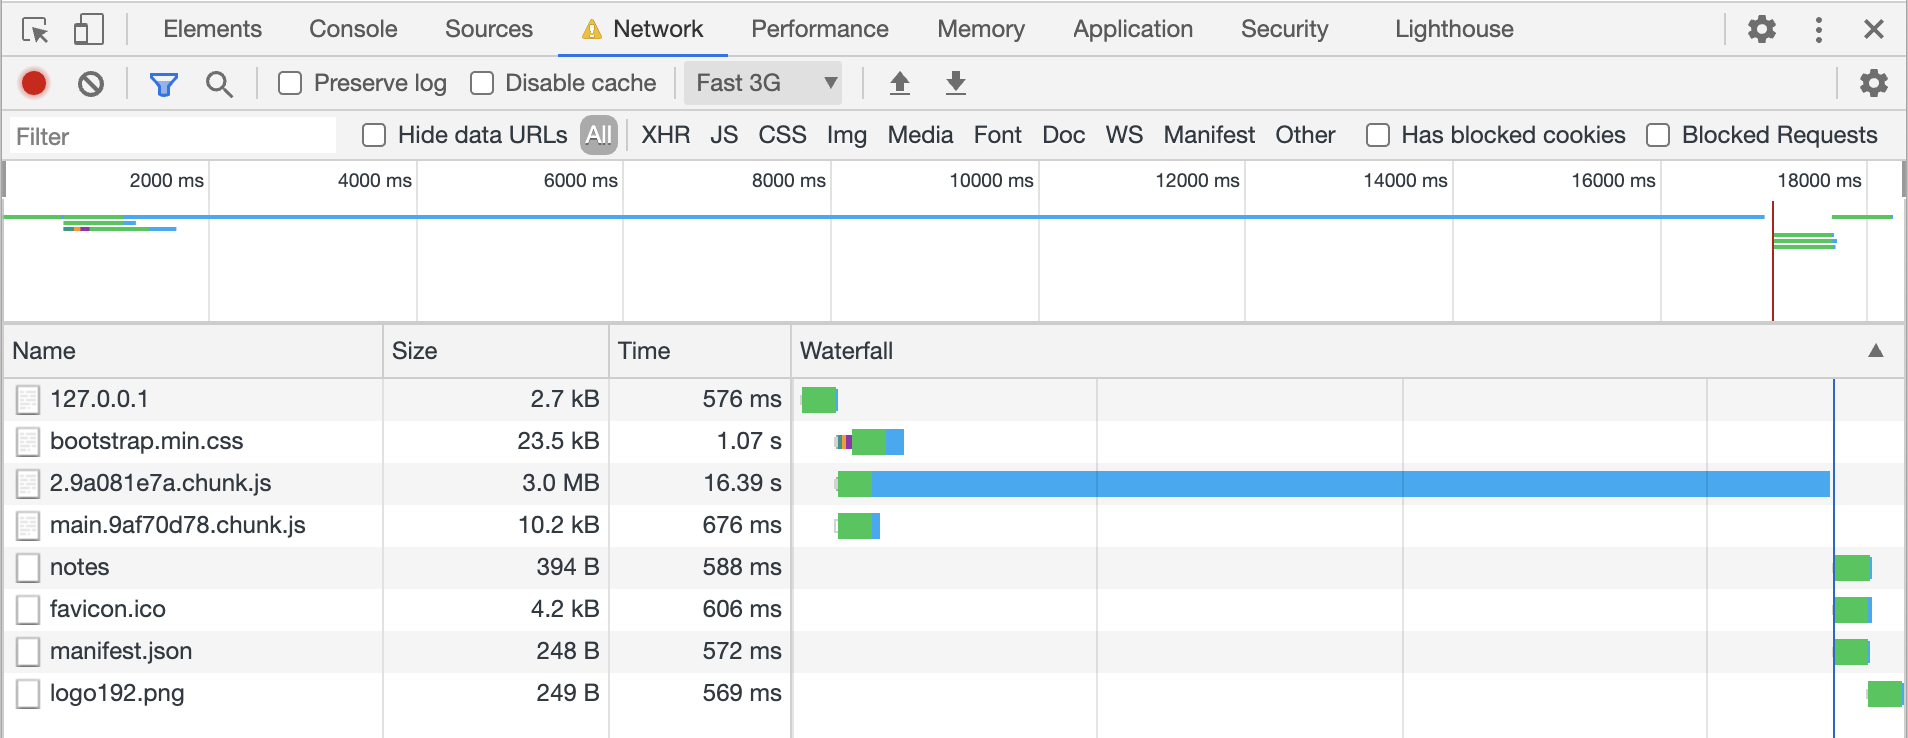 Elements Console Sources Network Performance Memory Application Security Lighthouse
Preserve log Disable cache Fast 3G
Filter Hide data URLs All XHR JS CSS Img Media Font Doc WS Manifest Other Has blocked cookies Blocked Requests
2000 ms 4000 ms 6000 ms 8000 ms 10000 ms 12000 ms 14000 ms 16000 ms 18000 ms
Name Size Time Waterfall
127.0.0.1 2.7 kB 576 ms
bootstrap.min.css 23.5 kB 1.07 s
2.9a081e7a.chunk.js 3.0 MB 16.39 s
main.9af70d78.chunk.js 10.2 kB 676 ms
notes 394 B 588 ms
favicon.ico 4.2 kB 606 ms
manifest.json 248 B 572 ms
logo192.png 249 B 569 ms